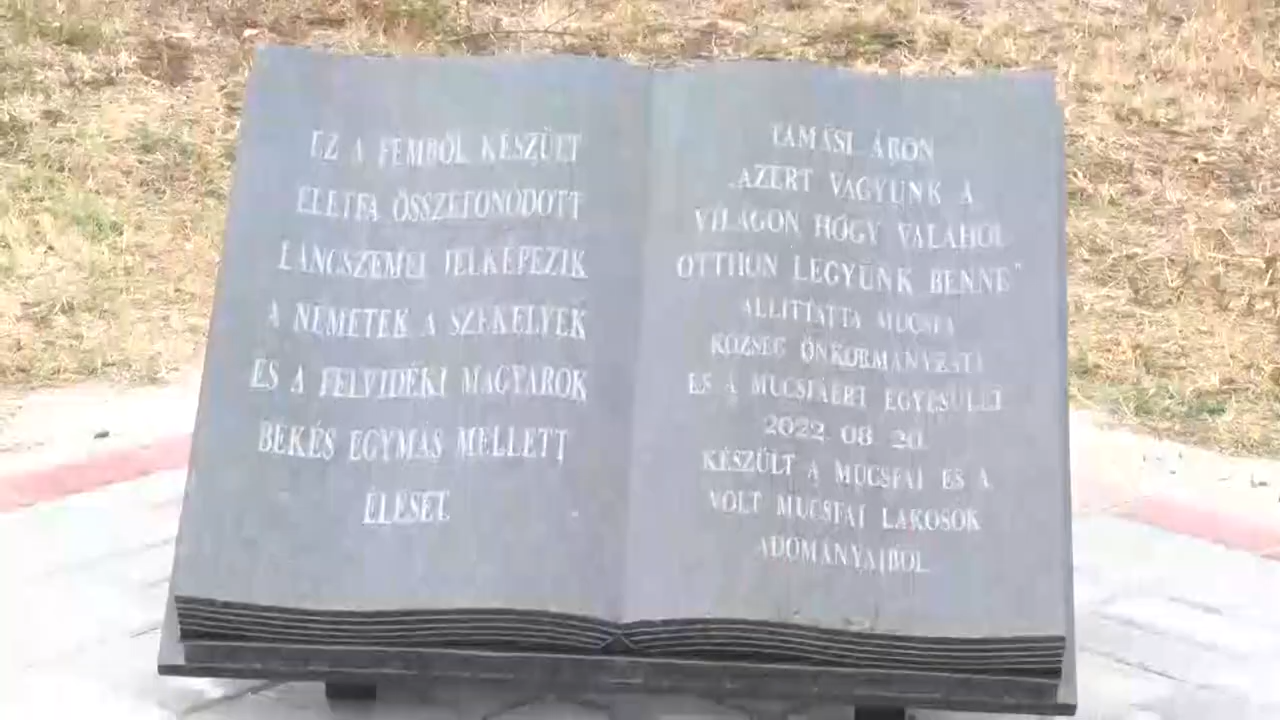 EZ A FÉMBŐL KÉSZÜLT
ÉLETFA ÖSSZEFONÓDOTT
LÁNCSZEMEI JELKÉPEZIK
A NÉMETEK A SZÉKELYEK
ÉS A FELVIDÉKI MAGYAROK
BÉKÉS EGYMÁS MELLETT
ÉLÉSÉT.
TAMÁSI ÁRON
„AZÉRT VAGYUNK A
VILÁGON HOGY VALAHOL
OTTHON LEGYÜNK BENNE"
ÁLLÍTTATTA MUCSFA
KÖZSÉG ÖNKORMÁNYZATA
ÉS A MUCSFÁÉRT EGYESÜLET
2022. 08. 20.
KÉSZÜLT A MUCSFAI ÉS A
VOLT MUCSFAI LAKOSOK
ADOMÁNYAIBÓL